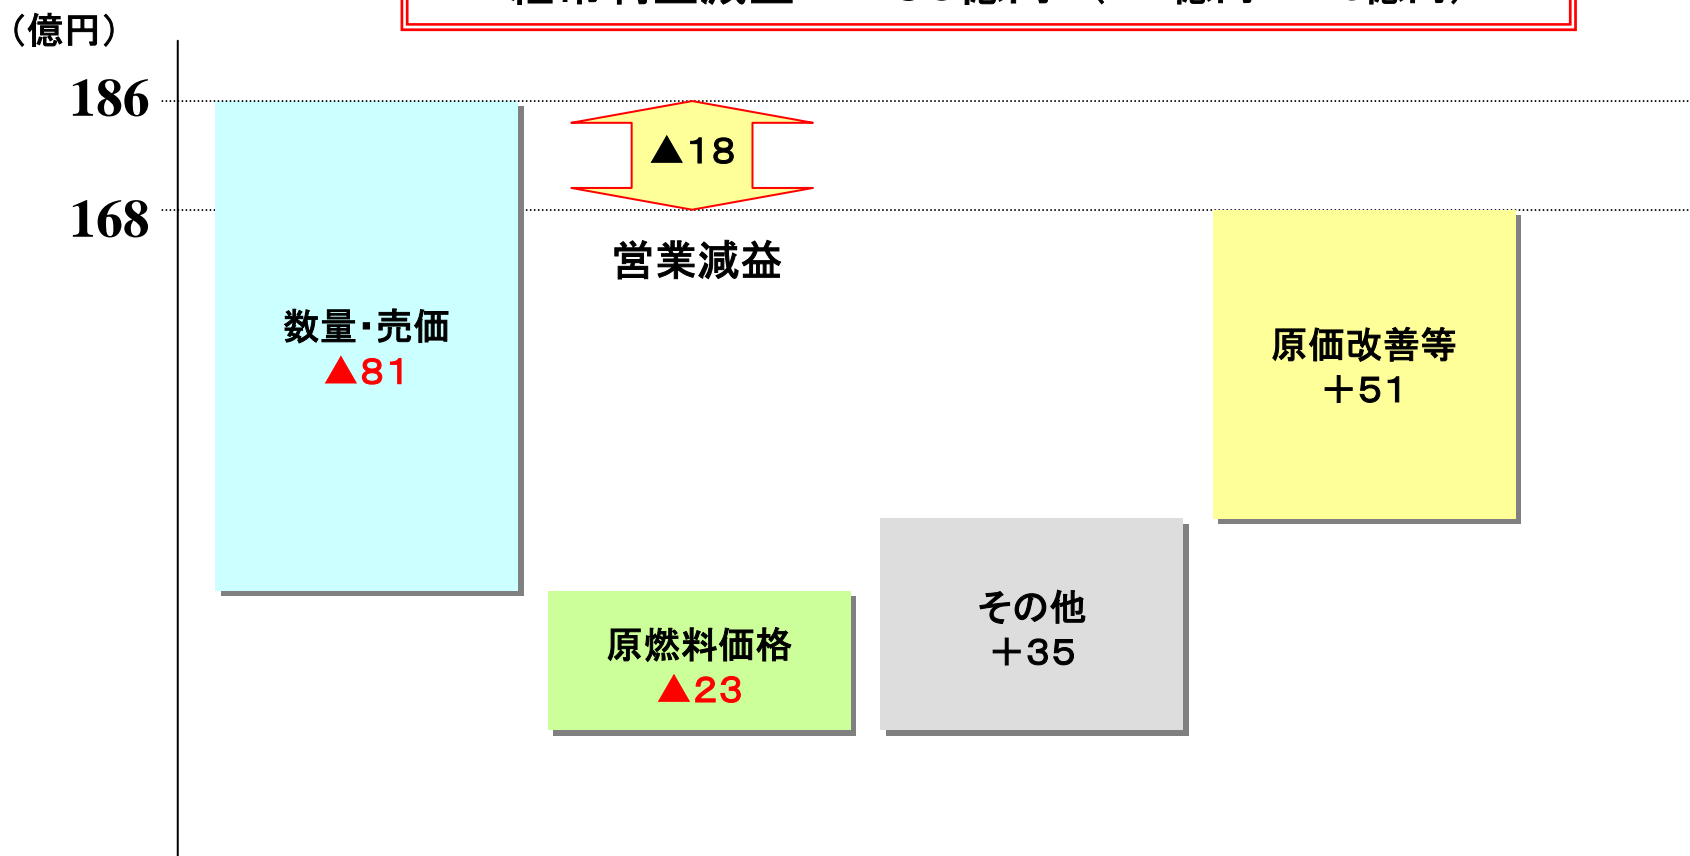 （億円）
186
▲18
168
営業減益
数量・売価
▲81
原価改善等
＋51
その他
＋35
原燃料価格
▲23